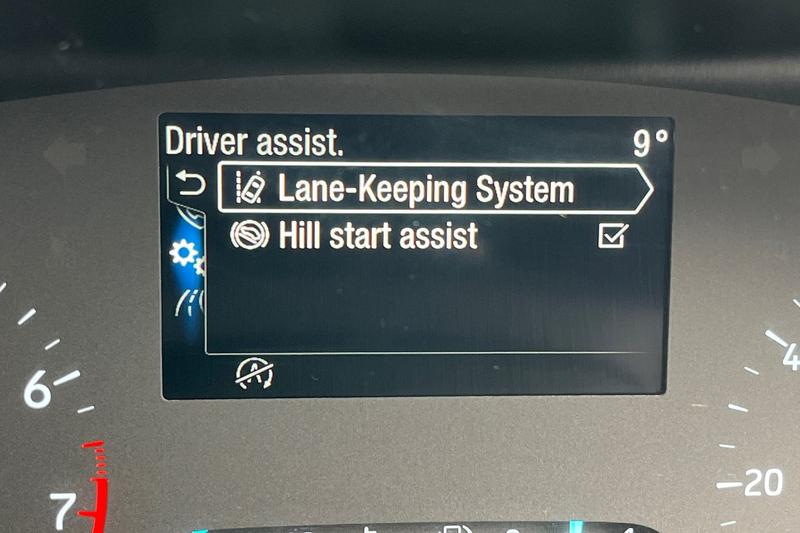 Driver assist. 9°
Lane-Keeping System
Hill start assist
6
7
4
20